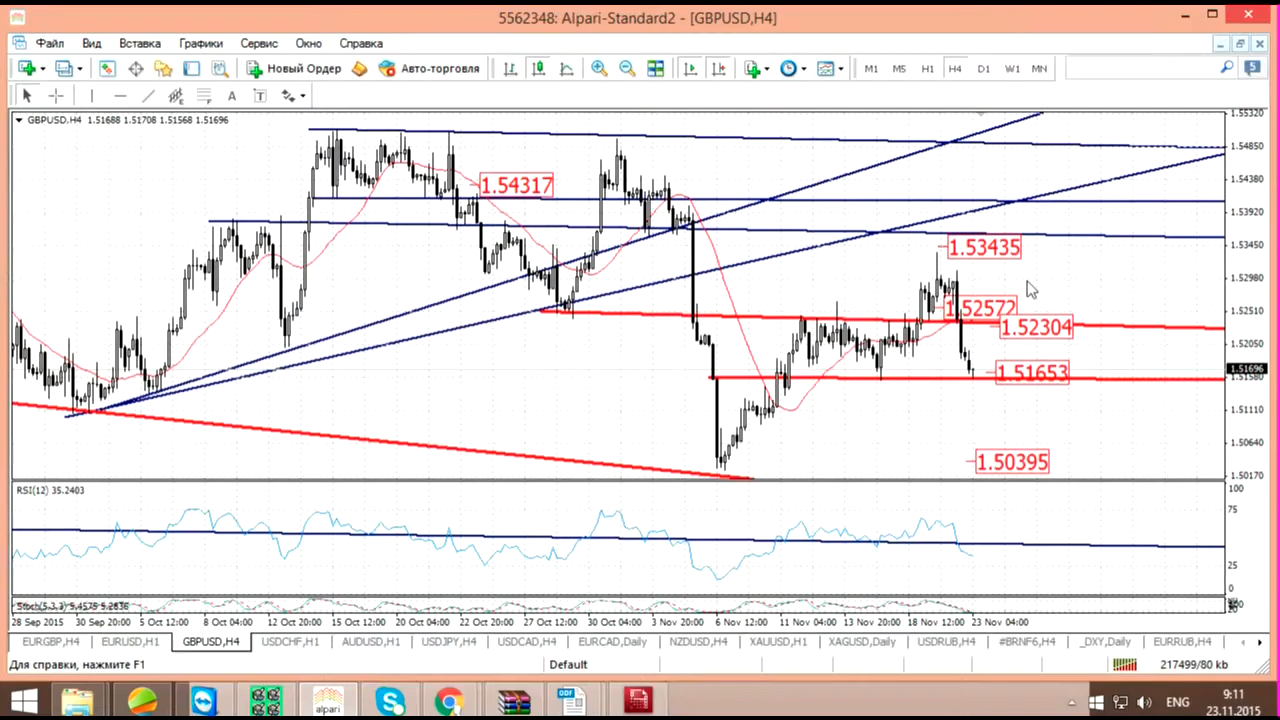 5562348: Alpari-Standard2 - [GBPUSD,H4]
Файл Вид Вставка Графики Сервис Окно Справка
Новый Ордер Авто-торговля M1 M5 H1 H4 D1 W1 MN 5
A T
GBPUSD,H4 1.51688 1.51708 1.51568 1.51696
1.55320
1.54850
1.54380
1.53920
1.53450
1.52980
1.52510
1.52050
1.51696
1.51580
1.51110
1.50640
1.50170
1.54317
1.53435
1.52572
1.52304
1.51653
1.50395
RSI(12) 35.2403
100
75
25
0
Stoch(5,3,3) 9.4575 9.2836
28 Sep 2015 30 Sep 20:00 5 Oct 12:00 8 Oct 04:00 12 Oct 20:00 15 Oct 12:00 20 Oct 04:00 22 Oct 20:00 27 Oct 12:00 30 Oct 04:00 3 Nov 20:00 6 Nov 12:00 11 Nov 04:00 13 Nov 20:00 18 Nov 12:00 23 Nov 04:00
EURGBP,H4 EURUSD,H1 GBPUSD,H4 USDCHF,H1 AUDUSD,H1 USDJPY,H4 USDCAD,H4 EURCAD,Daily NZDUSD,H4 XAUUSD,H1 XAGUSD,Daily USDRUB,H4 #BRNF6,H4 _DXY,Daily EURRUB,H4
Для справки, нажмите F1 Default 217499/80 kb
alpari ODF ENG 9:11
23.11.2015